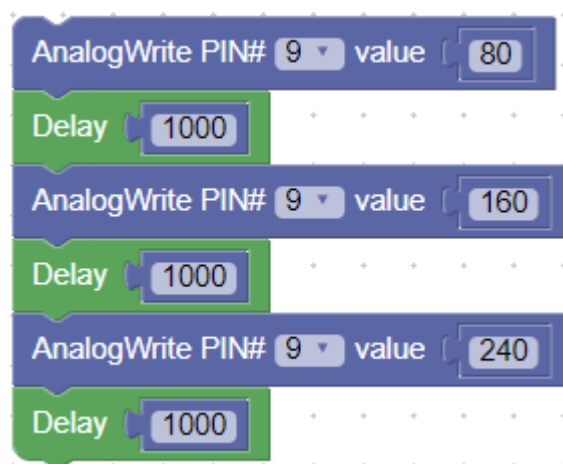 AnalogWrite PIN# 9 value 80
Delay 1000
AnalogWrite PIN# 9 value 160
Delay 1000
AnalogWrite PIN# 9 value 240
Delay 1000